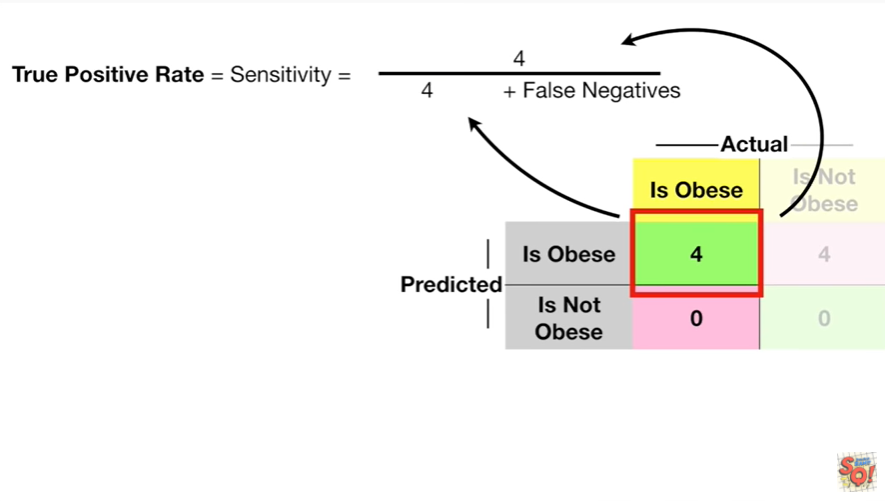 4
True Positive Rate = Sensitivity =
4 + False Negatives
Actual
Is Obese Is Not Obese
Is Obese 4 4
Predicted
Is Not Obese 0 0
SQ!